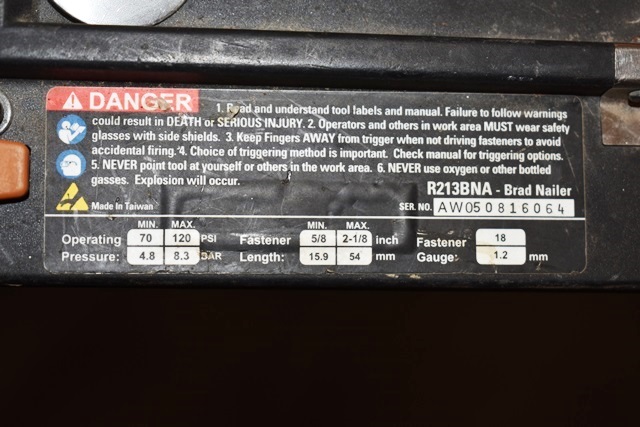 DANGER
1. Read and understand tool labels and manual. Failure to follow warnings
could result in DEATH or SERIOUS INJURY. 2. Operators and others in work area MUST wear safety
glasses with side shields. 3. Keep Fingers AWAY from trigger when not driving fasteners to avoid
accidental firing. 4. Choice of triggering method is important. Check manual for triggering options.
5. NEVER point tool at yourself or others in the work area. 6. NEVER use oxygen or other bottled
gasses. Explosion will occur.
R213BNA - Brad Nailer
Made In Taiwan
SER. NO. AW050816064
MIN. MAX. MIN. MAX.
Operating 70 120 PSI Fastener 5/8 2-1/8 inch Fastener 18
Pressure: 4.8 8.3 BAR Length: 15.9 54 mm Gauge: 1.2 mm